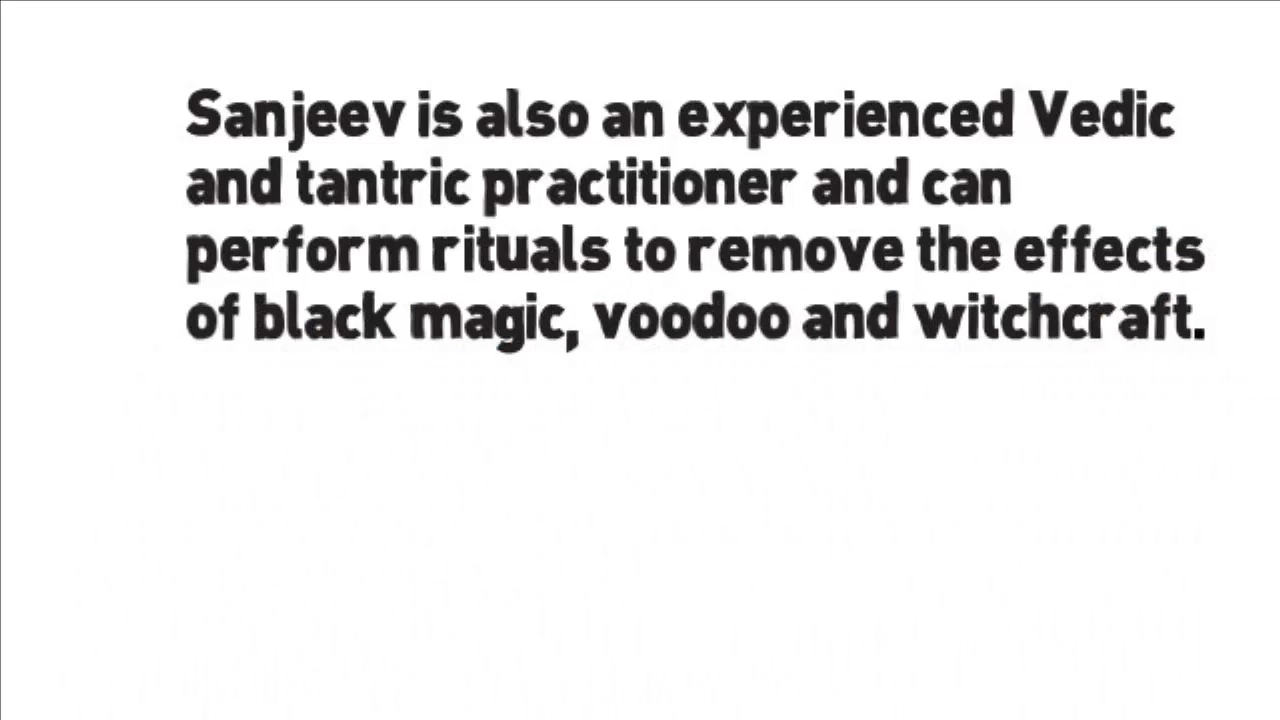 Sanjeev is also an experienced Vedic
and tantric practitioner and can
perform rituals to remove the effects
of black magic, voodoo and witchcraft.